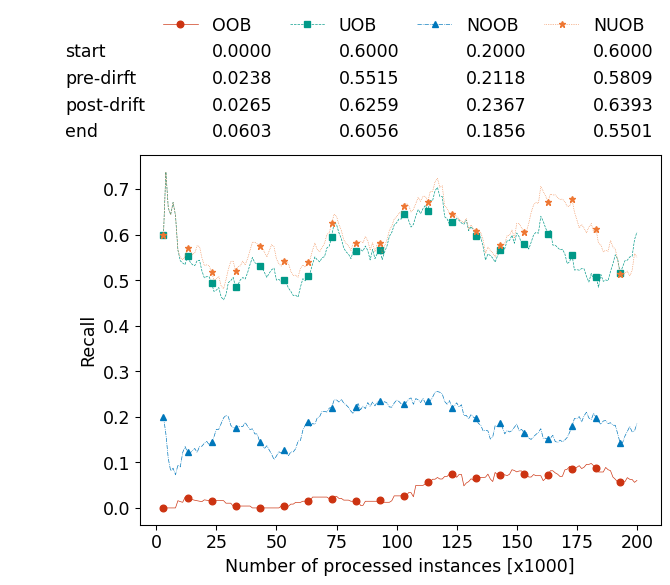 OOB UOB NOOB NUOB
start 0.0000 0.6000 0.2000 0.6000
pre-dirft 0.0238 0.5515 0.2118 0.5809
post-drift 0.0265 0.6259 0.2367 0.6393
end 0.0603 0.6056 0.1856 0.5501
0.7
0.6
0.5
0.4
0.3
0.2
0.1
0.0
Recall
0 25 50 75 100 125 150 175 200
Number of processed instances [x1000]